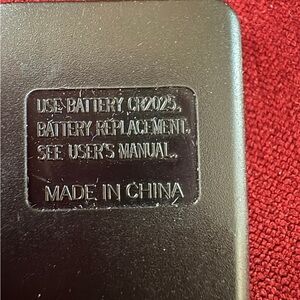 USE BATTERY CR2025.
BATTERY REPLACEMENT,
SEE USER'S MANUAL.
MADE IN CHINA